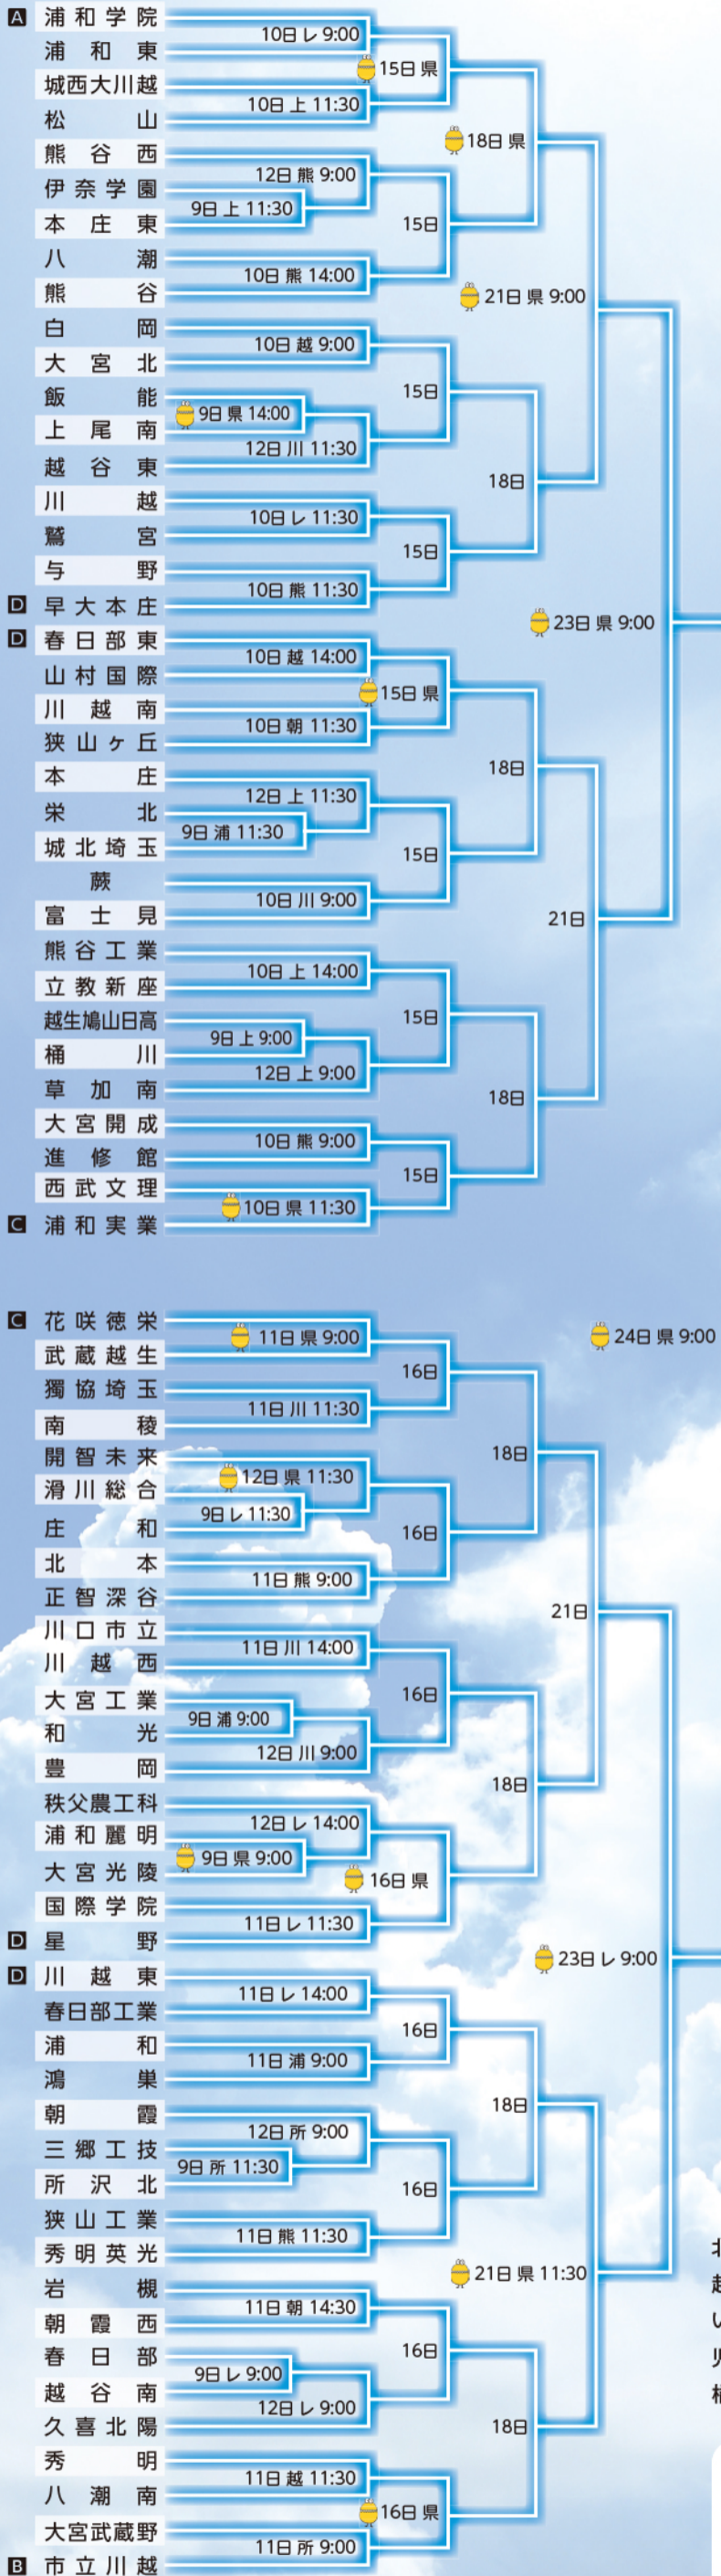 A 浦和学院
10日 レ 9:00
浦和東
15日 県
城西大川越
10日 上 11:30
松山
18日 県
熊谷西
12日 熊 9:00
伊奈学園
9日 上 11:30
本庄東
15日
八潮
10日 熊 14:00
熊谷
21日 県 9:00
白岡
10日 越 9:00
大宮北
15日
飯能
9日 県 14:00
上尾南
12日 川 11:30
越谷東
18日
川越
10日 レ 11:30
鷲宮
15日
与野
10日 熊 11:30
D 早大本庄
23日 県 9:00
D 春日部東
10日 越 14:00
山村国際
15日 県
川越南
10日 朝 11:30
狭山ヶ丘
18日
本庄
12日 上 11:30
栄北
9日 浦 11:30
城北埼玉
15日
蕨
10日 川 9:00
富士見
21日
熊谷工業
10日 上 14:00
立教新座
15日
越生鳩山日高
9日 上 9:00
桶川
12日 上 9:00
草加南
18日
大宮開成
10日 熊 9:00
進修館
15日
西武文理
10日 県 11:30
C 浦和実業
C 花咲徳栄
11日 県 9:00
24日 県 9:00
武蔵越生
16日
獨協埼玉
11日 川 11:30
南稜
18日
開智未来
12日 県 11:30
滑川総合
9日 レ 11:30
庄和
16日
北本
11日 熊 9:00
正智深谷
21日
川口市立
11日 川 14:00
川越西
16日
大宮工業
9日 浦 9:00
和光
12日 川 9:00
豊岡
18日
秩父農工科
12日 レ 14:00
浦和麗明
9日 県 9:00
大宮光陵
16日 県
国際学院
11日 レ 11:30
D 星野
23日 レ 9:00
D 川越東
11日 レ 14:00
春日部工業
16日
浦和
11日 浦 9:00
鴻巣
18日
朝霞
12日 所 9:00
三郷工技
9日 所 11:30
所沢北
16日
狭山工業
11日 熊 11:30
秀明英光
21日 県 11:30
岩槻
11日 朝 14:30
朝霞西
16日
春日部
9日 レ 9:00
越谷南
12日 レ 9:00
久喜北陽
18日
秀明
11日 越 11:30
八潮南
16日 県
大宮武蔵野
11日 所 9:00
B 市立川越